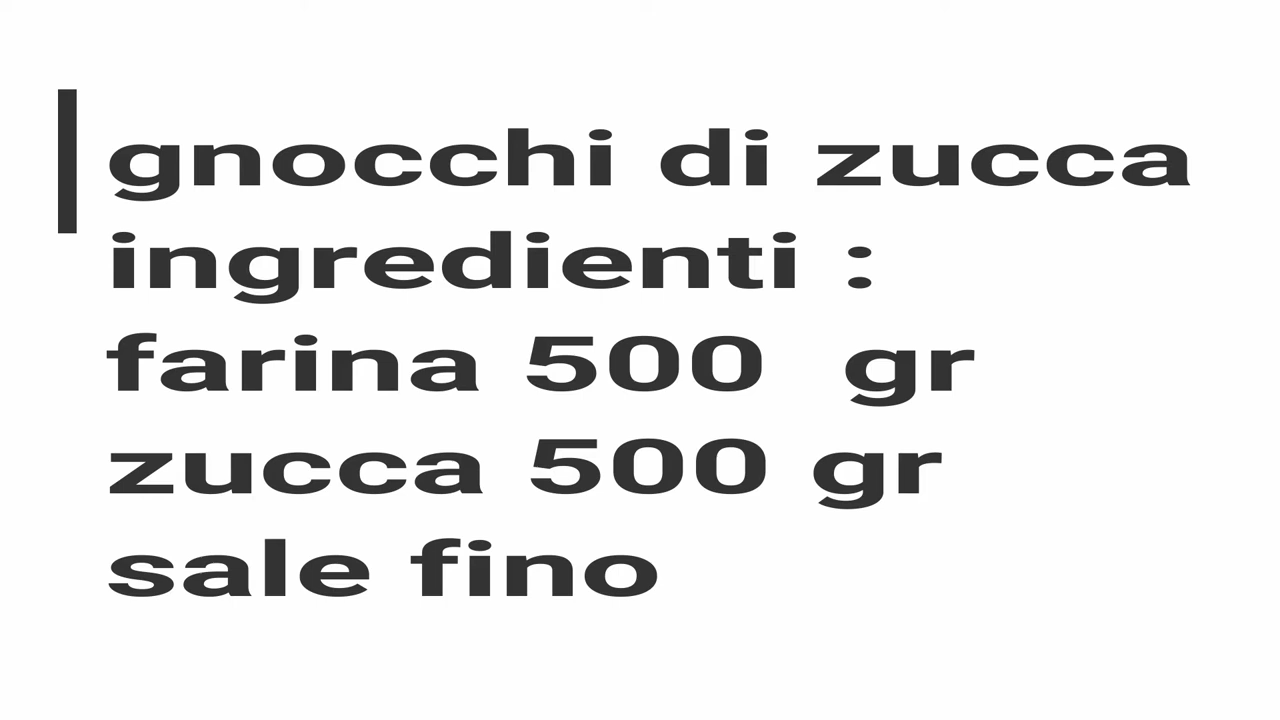 gnocchi di zucca
ingredienti :
farina 500  gr
zucca 500 gr
sale fino